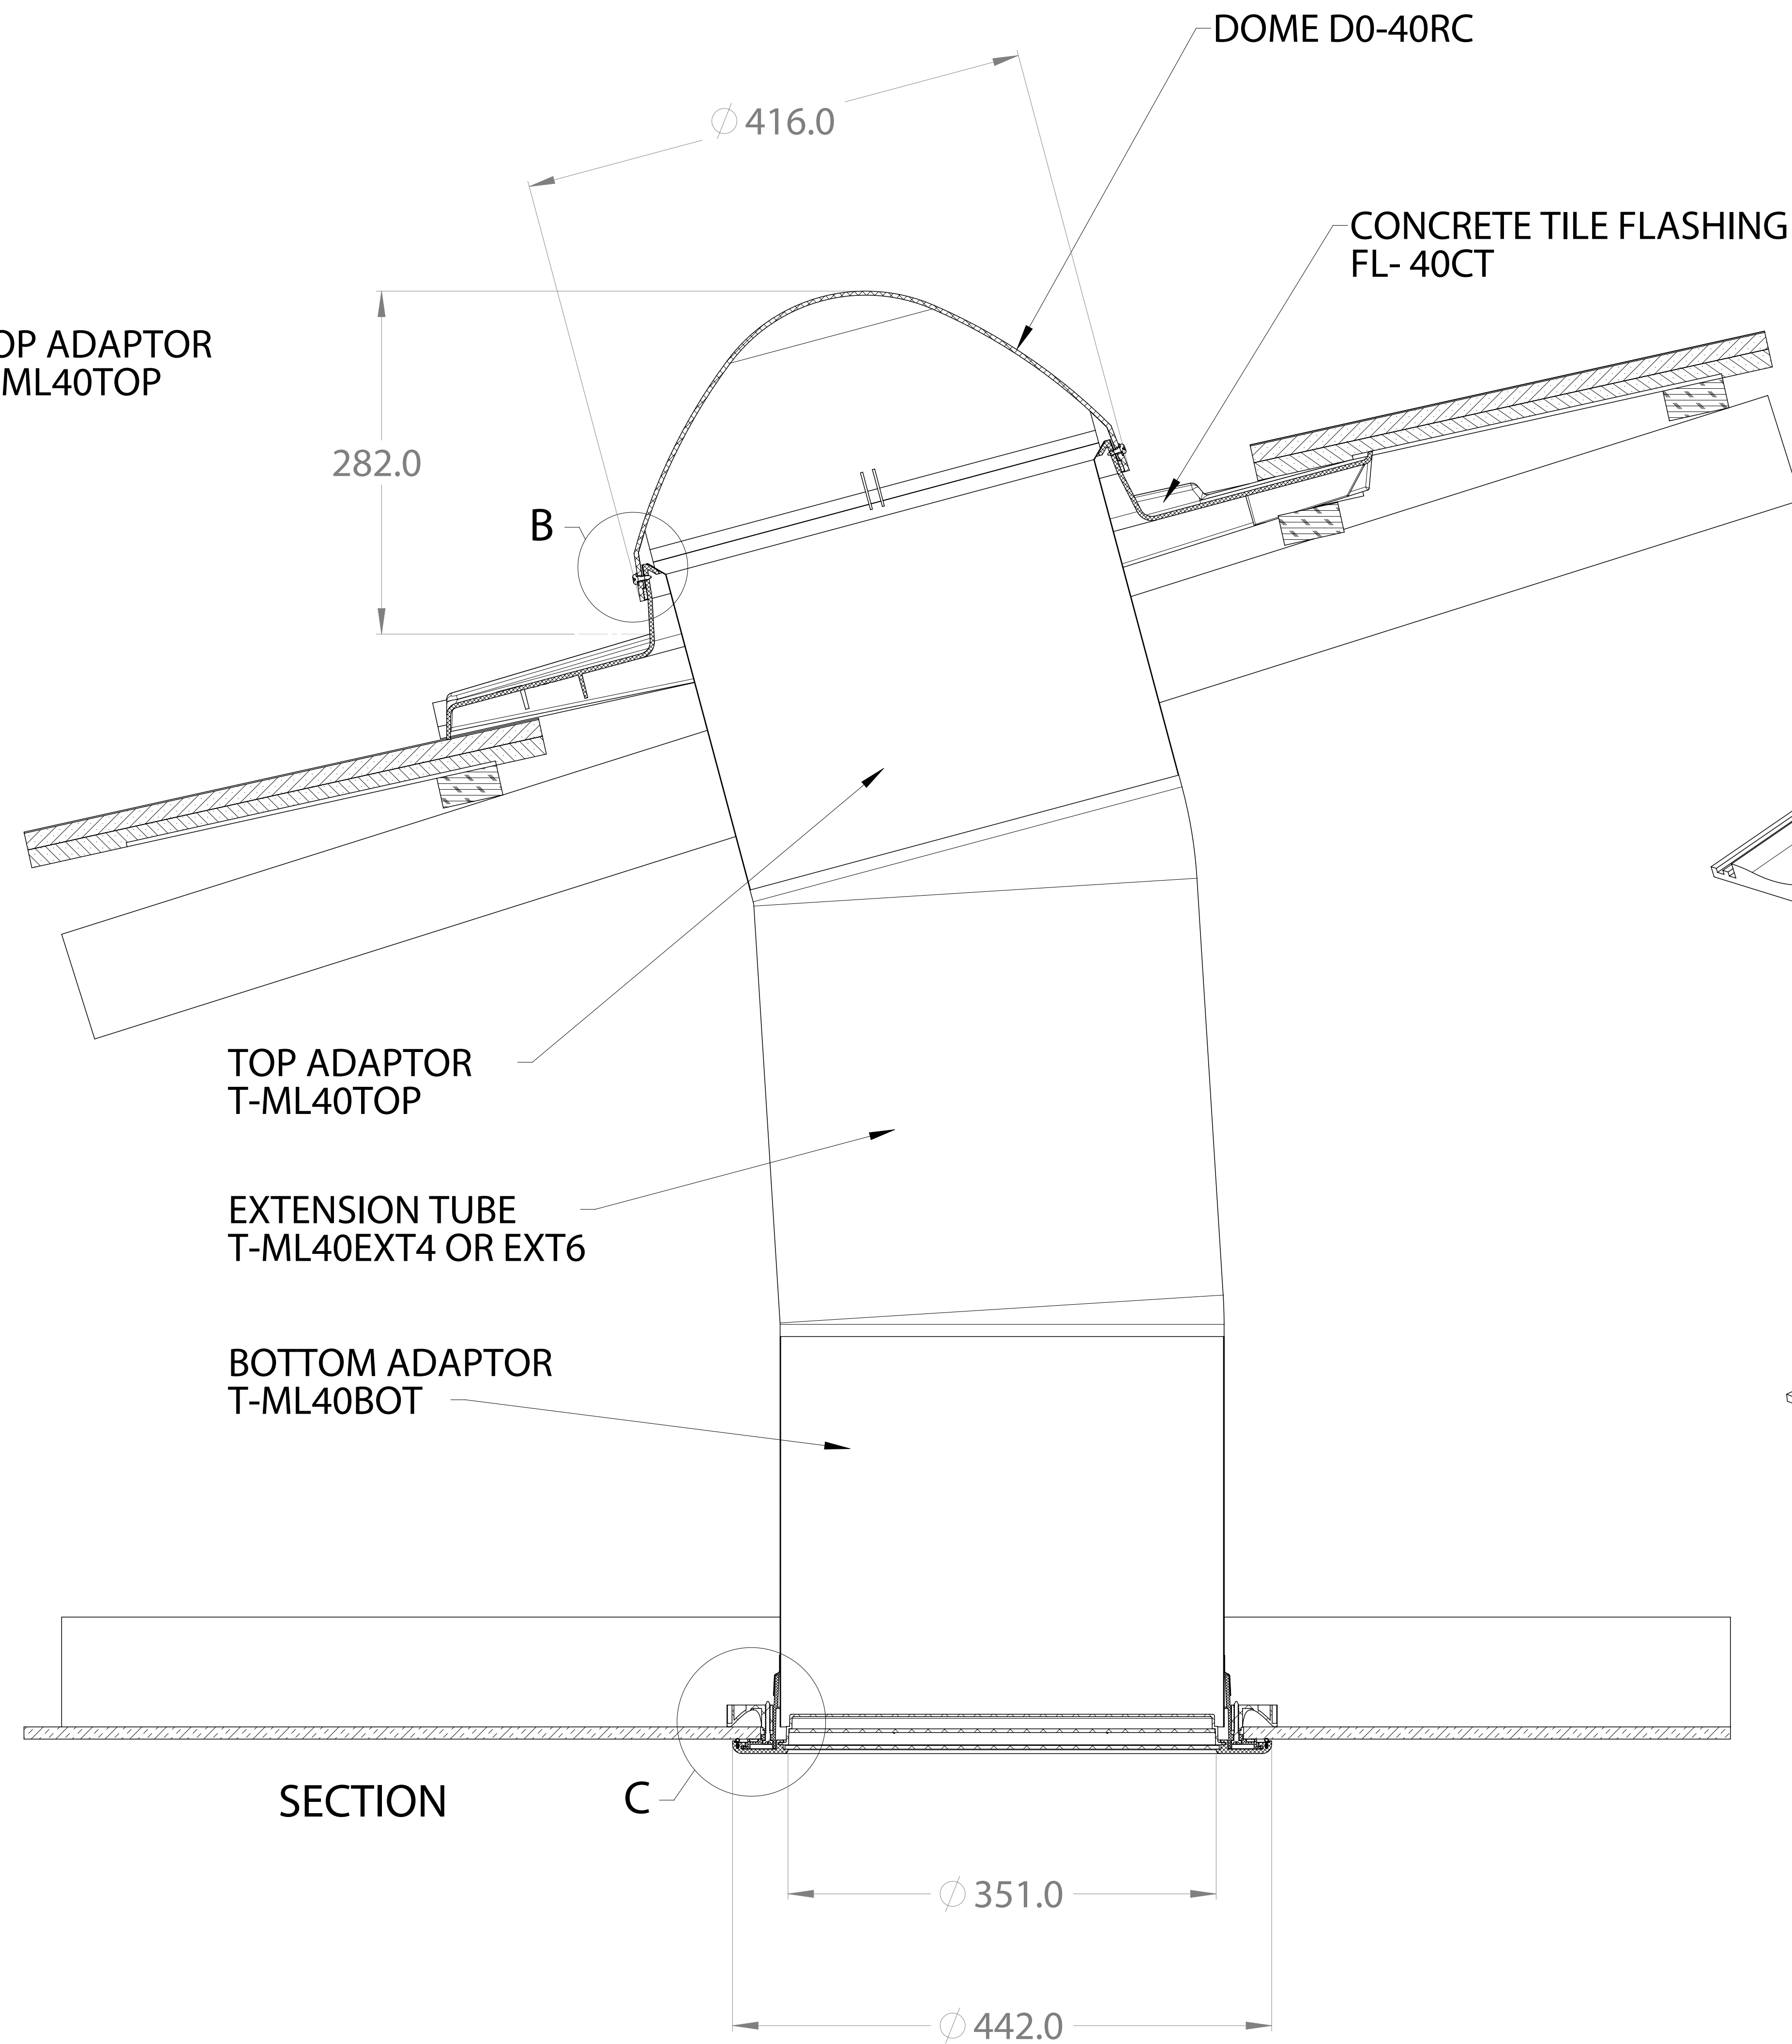 DOME D0-40RC
⌀ 416.0
CONCRETE TILE FLASHING
FL- 40CT
OP ADAPTOR
ML40TOP
282.0
B
TOP ADAPTOR
T-ML40TOP
EXTENSION TUBE
T-ML40EXT4 OR EXT6
BOTTOM ADAPTOR
T-ML40BOT
SECTION
C
⌀ 351.0
⌀ 442.0